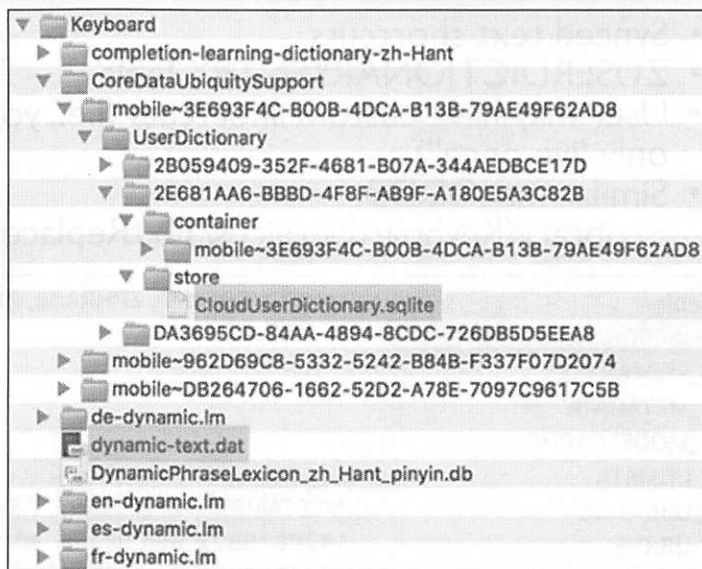 Keyboard
completion-learning-dictionary-zh-Hant
CoreDataUbiquitySupport
mobile~3E693F4C-B00B-4DCA-B13B-79AE49F62AD8
UserDictionary
2B059409-352F-4681-B07A-344AEDBCE17D
2E681AA6-BBBD-4F8F-AB9F-A180E5A3C82B
container
mobile~3E693F4C-B00B-4DCA-B13B-79AE49F62AD8
store
CloudUserDictionary.sqlite
DA3695CD-84AA-4894-8CDC-726DB5D5EEA8
mobile~962D69C8-5332-5242-B84B-F337F07D2074
mobile~DB264706-1662-52D2-A78E-7097C9617C5B
de-dynamic.lm
dynamic-text.dat
DynamicPhraseLexicon_zh_Hant_pinyin.db
en-dynamic.lm
es-dynamic.lm
fr-dynamic.lm